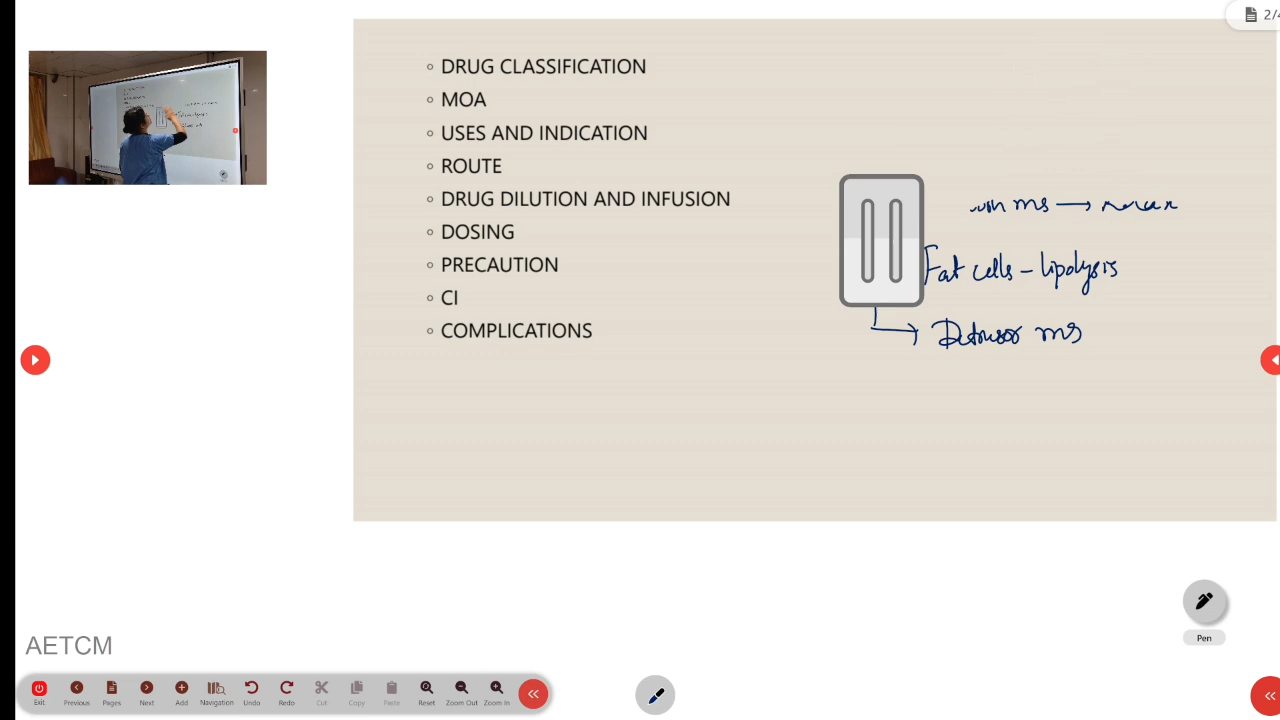 2/4
DRUG CLASSIFICATION
MOA
USES AND INDICATION
ROUTE
DRUG DILUTION AND INFUSION
DOSING
PRECAUTION
CI
COMPLICATIONS
ms →
Fat cells - lipolysis
Detrusor ms
Pen
AETCM
Exit
Previous
Pages
Next
Add
Navigation
Undo
Redo
Cut
Copy
Paste
Reset
Zoom Out
Zoom In